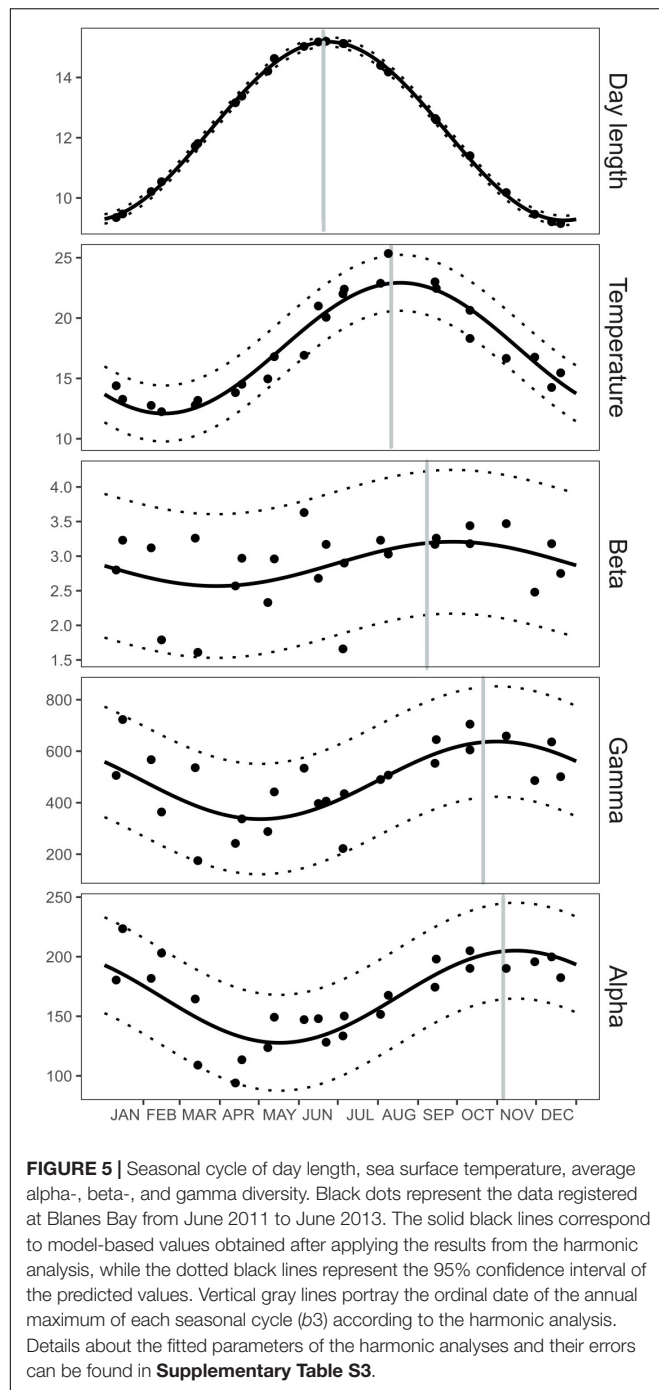 14
12
10
Day length
25
20
15
10
Temperature
4.0
3.5
3.0
2.5
2.0
1.5
Beta
800
600
400
200
Gamma
250
200
150
100
Alpha
JAN FEB MAR APR MAY JUN JUL AUG SEP OCT NOV DEC
FIGURE 5 | Seasonal cycle of day length, sea surface temperature, average
alpha-, beta-, and gamma diversity. Black dots represent the data registered
at Blanes Bay from June 2011 to June 2013. The solid black lines correspond
to model-based values obtained after applying the results from the harmonic
analysis, while the dotted black lines represent the 95% confidence interval of
the predicted values. Vertical gray lines portray the ordinal date of the annual
maximum of each seasonal cycle (b3) according to the harmonic analysis.
Details about the fitted parameters of the harmonic analyses and their errors
can be found in Supplementary Table S3.